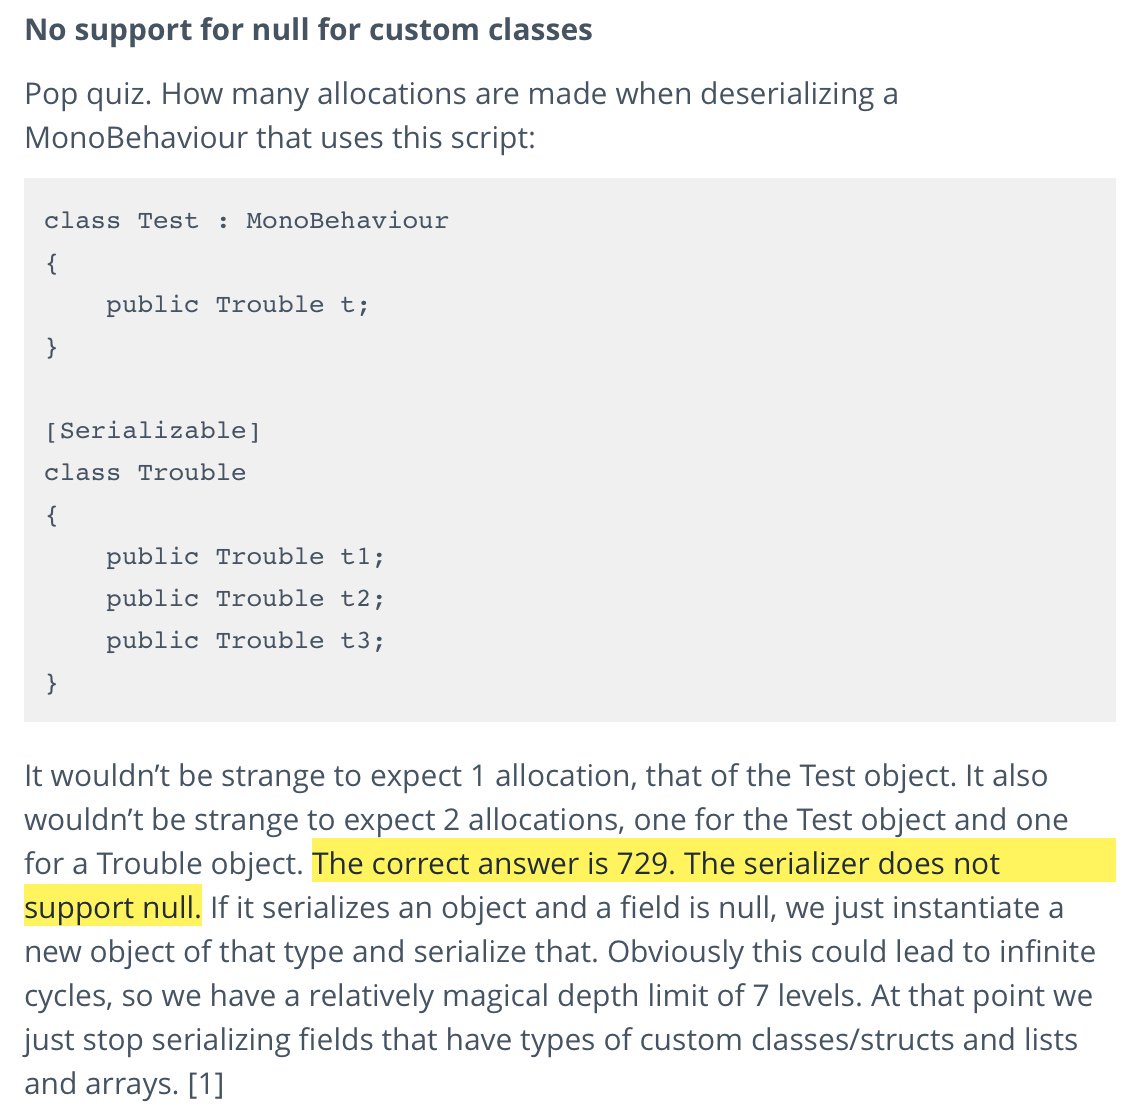 No support for null for custom classes
Pop quiz. How many allocations are made when deserializing a
MonoBehaviour that uses this script:
class Test : MonoBehaviour
{
    public Trouble t;
}
[Serializable]
class Trouble
{
    public Trouble t1;
    public Trouble t2;
    public Trouble t3;
}
It wouldn’t be strange to expect 1 allocation, that of the Test object. It also
wouldn’t be strange to expect 2 allocations, one for the Test object and one
for a Trouble object. The correct answer is 729. The serializer does not
support null. If it serializes an object and a field is null, we just instantiate a
new object of that type and serialize that. Obviously this could lead to infinite
cycles, so we have a relatively magical depth limit of 7 levels. At that point we
just stop serializing fields that have types of custom classes/structs and lists
and arrays. [1]